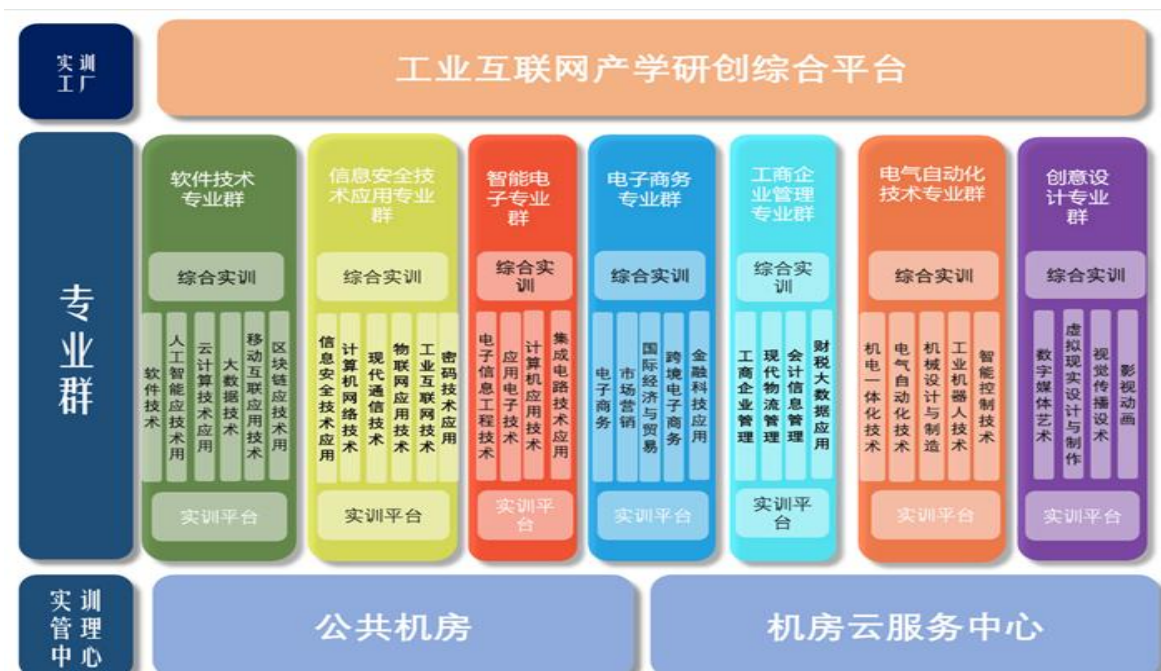 实 训
工 厂
工业互联网产学研创综合平台
专业群
软件技术
专业群
综合实训
软件技术
人工智能应技术用
云计算技术应用
大数据技术
移动互联应用技术
区块链应技术用
实训平台
信息安全技
术应用专业
群
综合实训
信息安全技术应用
计算机网络技术
现代通信技术
物联网应用技术
工业互联网技术
密码技术应用
实训平台
智能电
子专业
群
综合实
训
电子信息工程技术
应用电子技术
计算机应用技术
集成电路技术应用
实训平
台
电子商务
专业群
综合实训
电子商务
市场营销
国际经济与贸易
跨境电子商务
金融科技应用
实训平台
工商企
业管理
专业群
综合实
训
工商企业管理
现代物流管理
会计信息管理
财税大数据应用
实训平
台
电气自动化
技术专业群
综合实训
机电一体化技术
电气自动化技术
机械设计与制造
工业机器人技术
智能控制技术
实训平台
创意设
计专业
群
综合实训
数字媒体艺术
虚拟现实设计与制作
视觉传播设术
影视动画
实训平台
实 训
管 理
中 心
公共机房
机房云服务中心